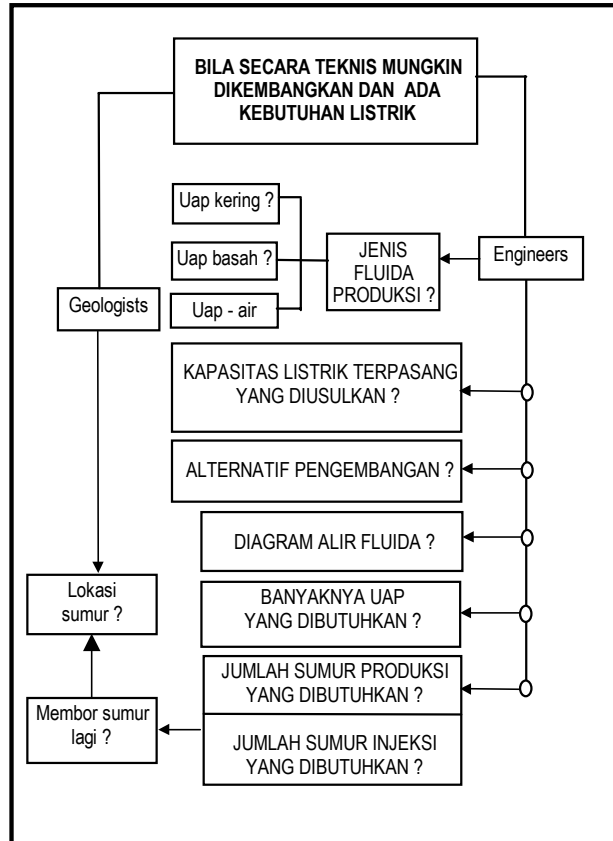 BILA SECARA TEKNIS MUNGKIN
DIKEMBANGKAN DAN ADA
KEBUTUHAN LISTRIK
Uap kering ?
Uap basah ?
Uap - air
JENIS
FLUIDA
PRODUKSI ?
Engineers
Geologists
KAPASITAS LISTRIK TERPASANG
YANG DIUSULKAN ?
ALTERNATIF PENGEMBANGAN ?
DIAGRAM ALIR FLUIDA ?
Lokasi
sumur ?
BANYAKNYA UAP
YANG DIBUTUHKAN ?
JUMLAH SUMUR PRODUKSI
YANG DIBUTUHKAN ?
Membor sumur
lagi ?
JUMLAH SUMUR INJEKSI
YANG DIBUTUHKAN ?